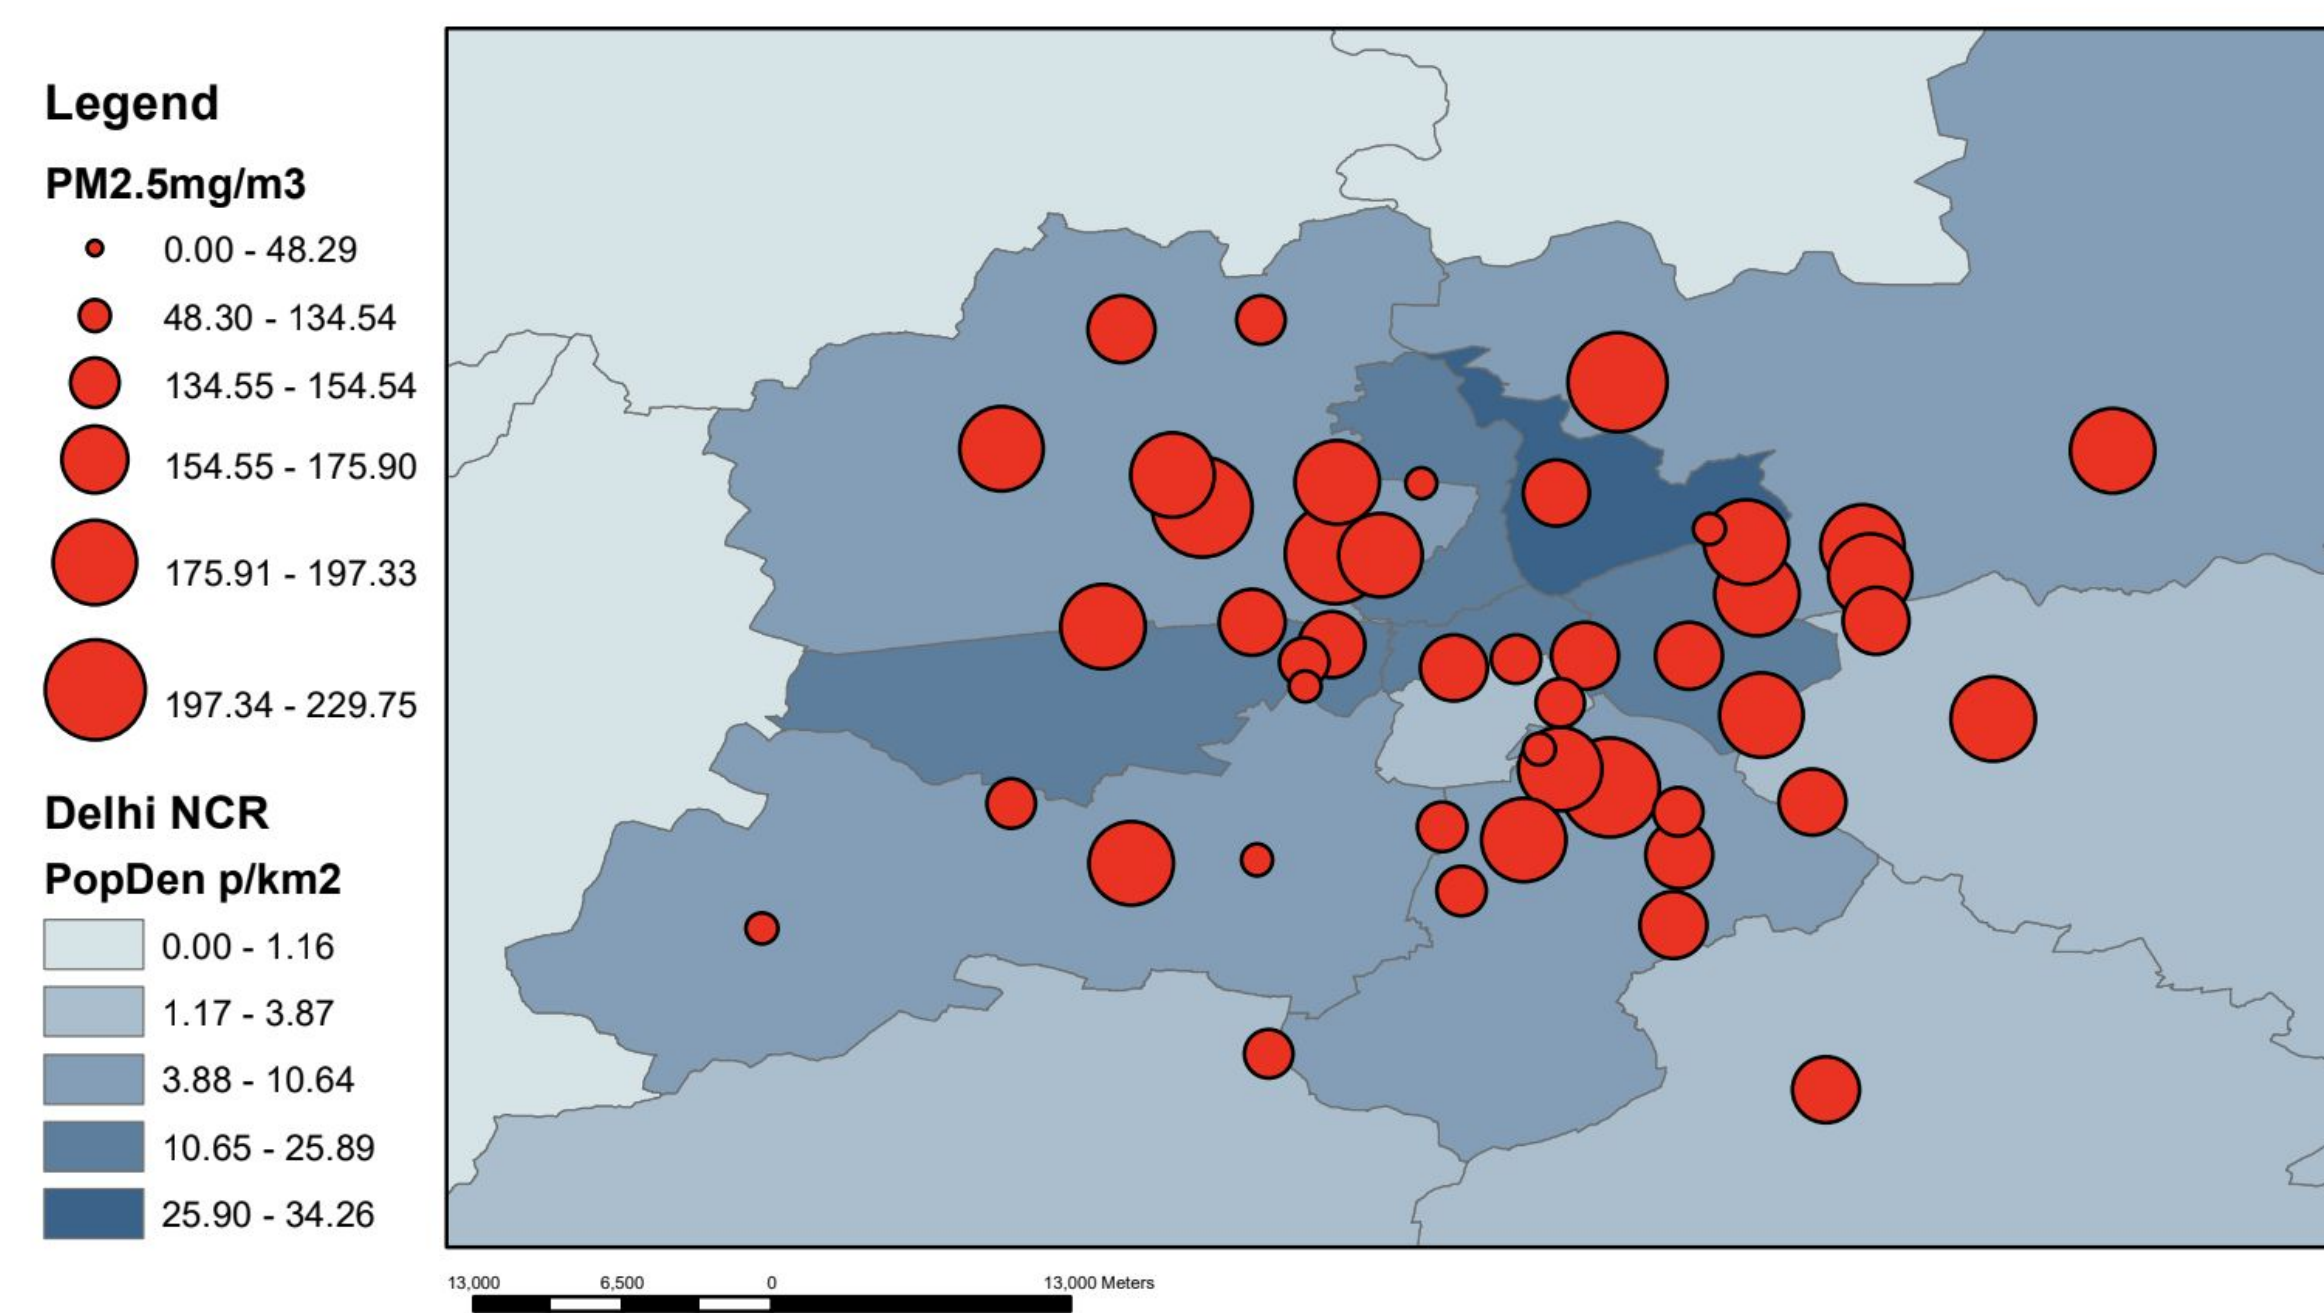 Legend
PM2.5mg/m3
0.00 - 48.29
48.30 - 134.54
134.55 - 154.54
154.55 - 175.90
175.91 - 197.33
197.34 - 229.75
Delhi NCR
PopDen p/km2
0.00 - 1.16
1.17 - 3.87
3.88 - 10.64
10.65 - 25.89
25.90 - 34.26
13,000 6,500 0 13,000 Meters